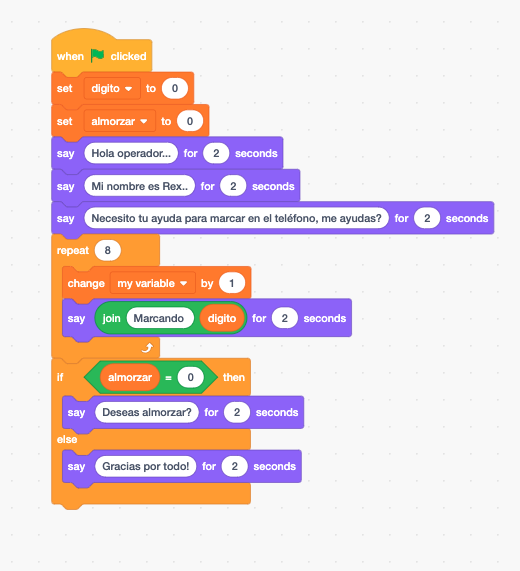 when clicked
set digito to 0
set almorzar to 0
say Hola operador... for 2 seconds
say Mi nombre es Rex.. for 2 seconds
say Necesito tu ayuda para marcar en el teléfono, me ayudas? for 2 seconds
repeat 8
change my variable by 1
say join Marcando digito for 2 seconds
if almorzar = 0 then
say Deseas almorzar? for 2 seconds
else
say Gracias por todo! for 2 seconds